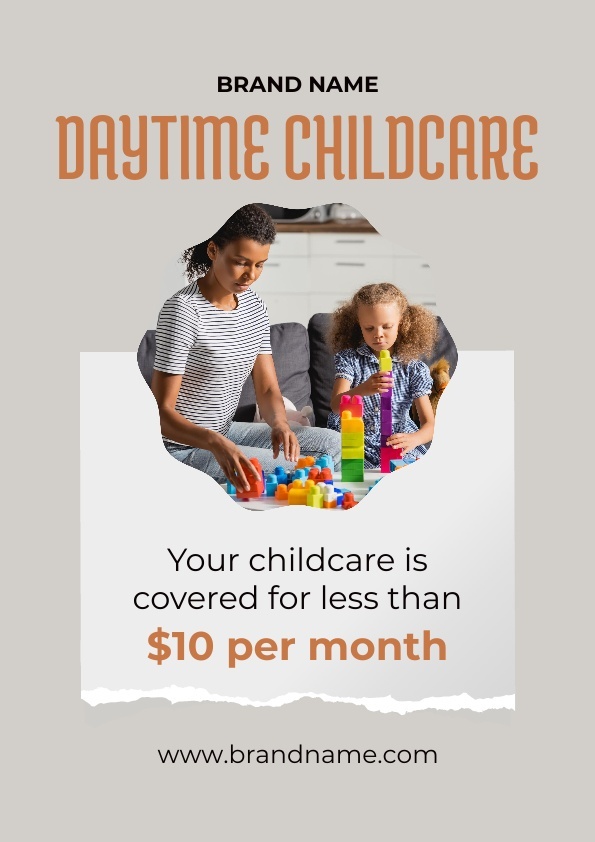 BRAND NAME
DAYTIME CHILDCARE
Your childcare is
covered for less than
$10 per month
www.brandname.com